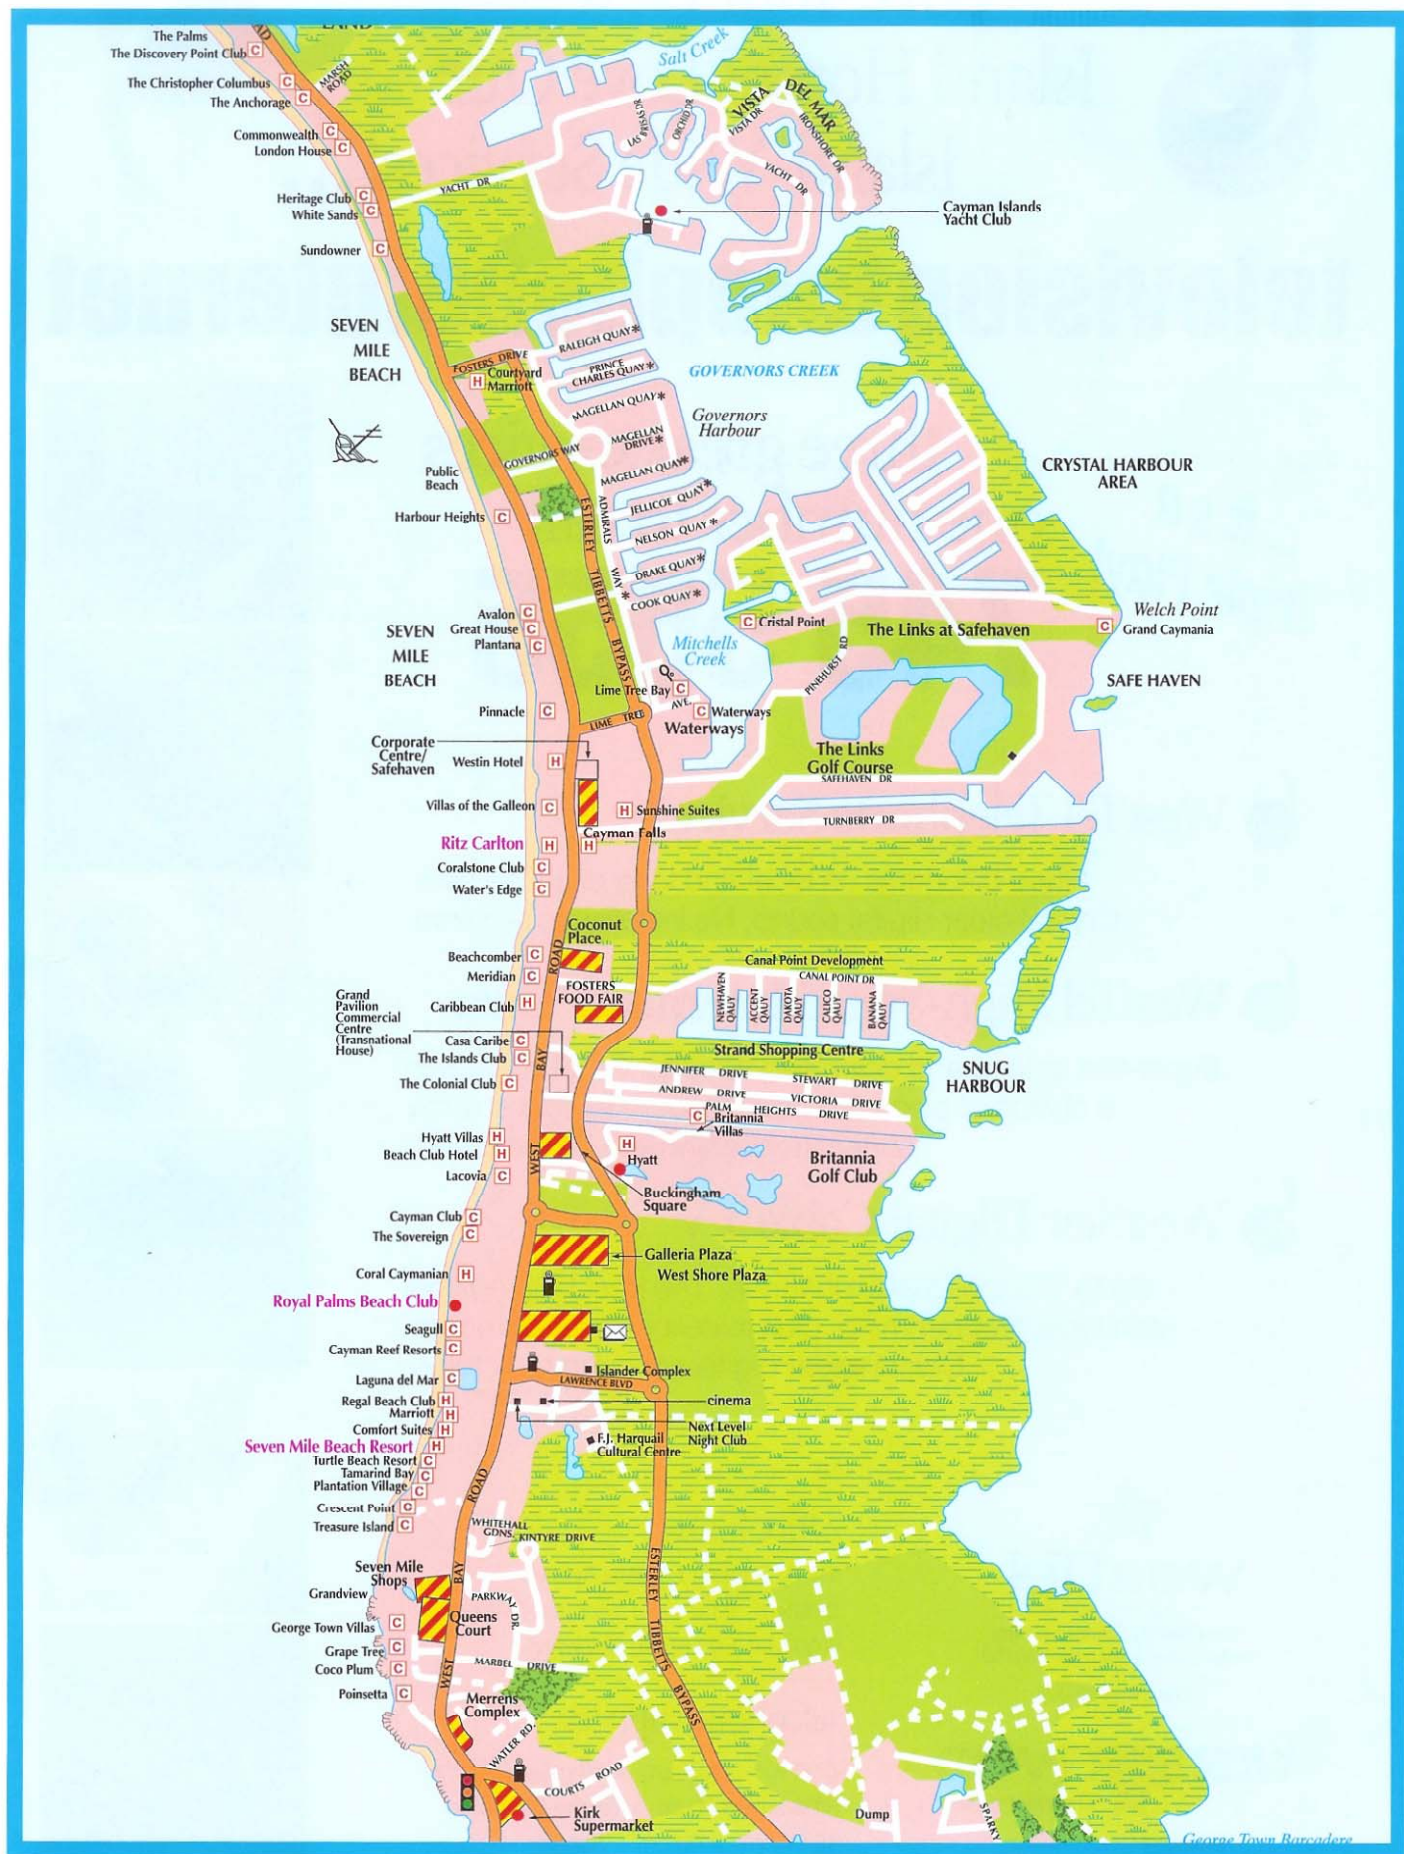 The Palms
The Discovery Point Club C
The Christopher Columbus C
The Anchorage C
MARSH
ROAD
Commonwealth C
London House C
Heritage Club C
White Sands C
Sundowner C
Salt Creek
VISTA
DEL MAR
VISTA DR
IRONSHORE DR
ORCHID DR
YACHT DR
YACHT DR
Cayman Islands
Yacht Club
SEVEN
MILE
BEACH
FOSTERS DRIVE
H Courtyard
Marriott
RALEIGH QUAY*
PRINCE
CHARLES QUAY*
MAGELLAN QUAY*
MAGELLAN
DRIVE*
MAGELLAN QUAY*
GOVERNORS CREEK
Governors
Harbour
GOVERNORS WAY
ADMIRALS
WAY*
JELLICOE QUAY*
NELSON QUAY*
DRAKE QUAY*
COOK QUAY*
Public
Beach
Harbour Heights C
ESTERLEY TIBBETTS BYPASS
CRYSTAL HARBOUR
AREA
Avalon C
Great House C
Plantana C
SEVEN
MILE
BEACH
Mitchells
Creek
C Cristal Point
The Links at Safehaven
Welch Point
C Grand Caymania
PINEHURST RD
SAFE HAVEN
Lime Tree Bay C
LIME TREE AVE.
C Waterways
Waterways
Pinnacle C
Corporate
Centre/
Safehaven
Westin Hotel H
The Links
Golf Course
SAFEHAVEN DR
TURNBERRY DR
Villas of the Galleon C
H Sunshine Suites
Cayman Falls
Ritz Carlton H
H
Coralstone Club C
Water's Edge C
Coconut
Place
Beachcomber C
Meridian C
ROAD
FOSTERS
FOOD FAIR
Canal Point Development
CANAL POINT DR
NEWHAVEN
QAUY
ACCENT
QAUY
DAKOTA
QAUY
CALICO
QAUY
BANANA
QAUY
Grand
Pavilion
Commercial
Centre
(Transnational
House)
Caribbean Club H
Casa Caribe C
The Islands Club C
The Colonial Club C
BAY
Strand Shopping Centre
SNUG
HARBOUR
JENNIFER DRIVE
STEWART DRIVE
ANDREW DRIVE
VICTORIA DRIVE
PALM HEIGHTS DRIVE
C Britannia
Villas
Hyatt Villas H
Beach Club Hotel H
Lacovia C
WEST
H
Hyatt
Britannia
Golf Club
Buckingham
Square
Cayman Club C
The Sovereign C
Galleria Plaza
West Shore Plaza
Coral Caymanian H
Royal Palms Beach Club
Seagull C
Cayman Reef Resorts C
Islander Complex
LAWRENCE BLVD
Laguna del Mar C
Regal Beach Club H
Marriott H
Comfort Suites H
Seven Mile Beach Resort H
Turtle Beach Resort C
Tamarind Bay C
Plantation Village C
Crescent Point C
Treasure Island C
cinema
Next Level
Night Club
F.J. Harquail
Cultural Centre
ROAD
WHITEHALL
GDNS.
KINTYRE DRIVE
Seven Mile
Shops
Grandview
BAY
PARKWAY DR.
Queens
Court
George Town Villas C
Grape Tree C
Coco Plum C
Poinsetta C
WEST
MARBEL DRIVE
ESTERLEY TIBBETTS BYPASS
Merrens
Complex
WATLER RD.
COURTS ROAD
Kirk
Supermarket
Dump
SPARKY
George Town Barcadere